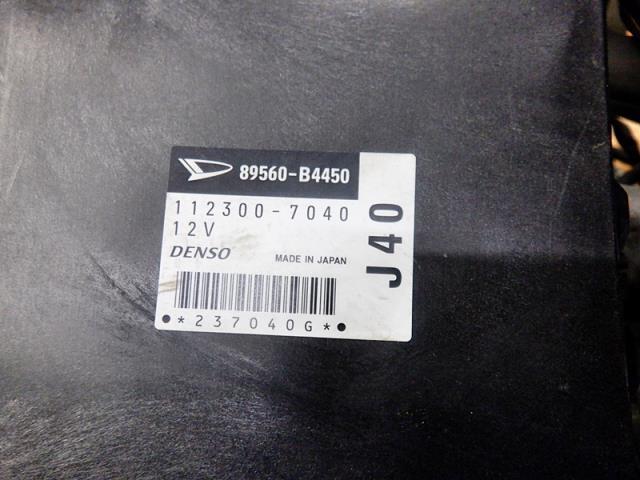 89560-B4450
112300-7040
12V
DENSO MADE IN JAPAN
*237040G*
J40